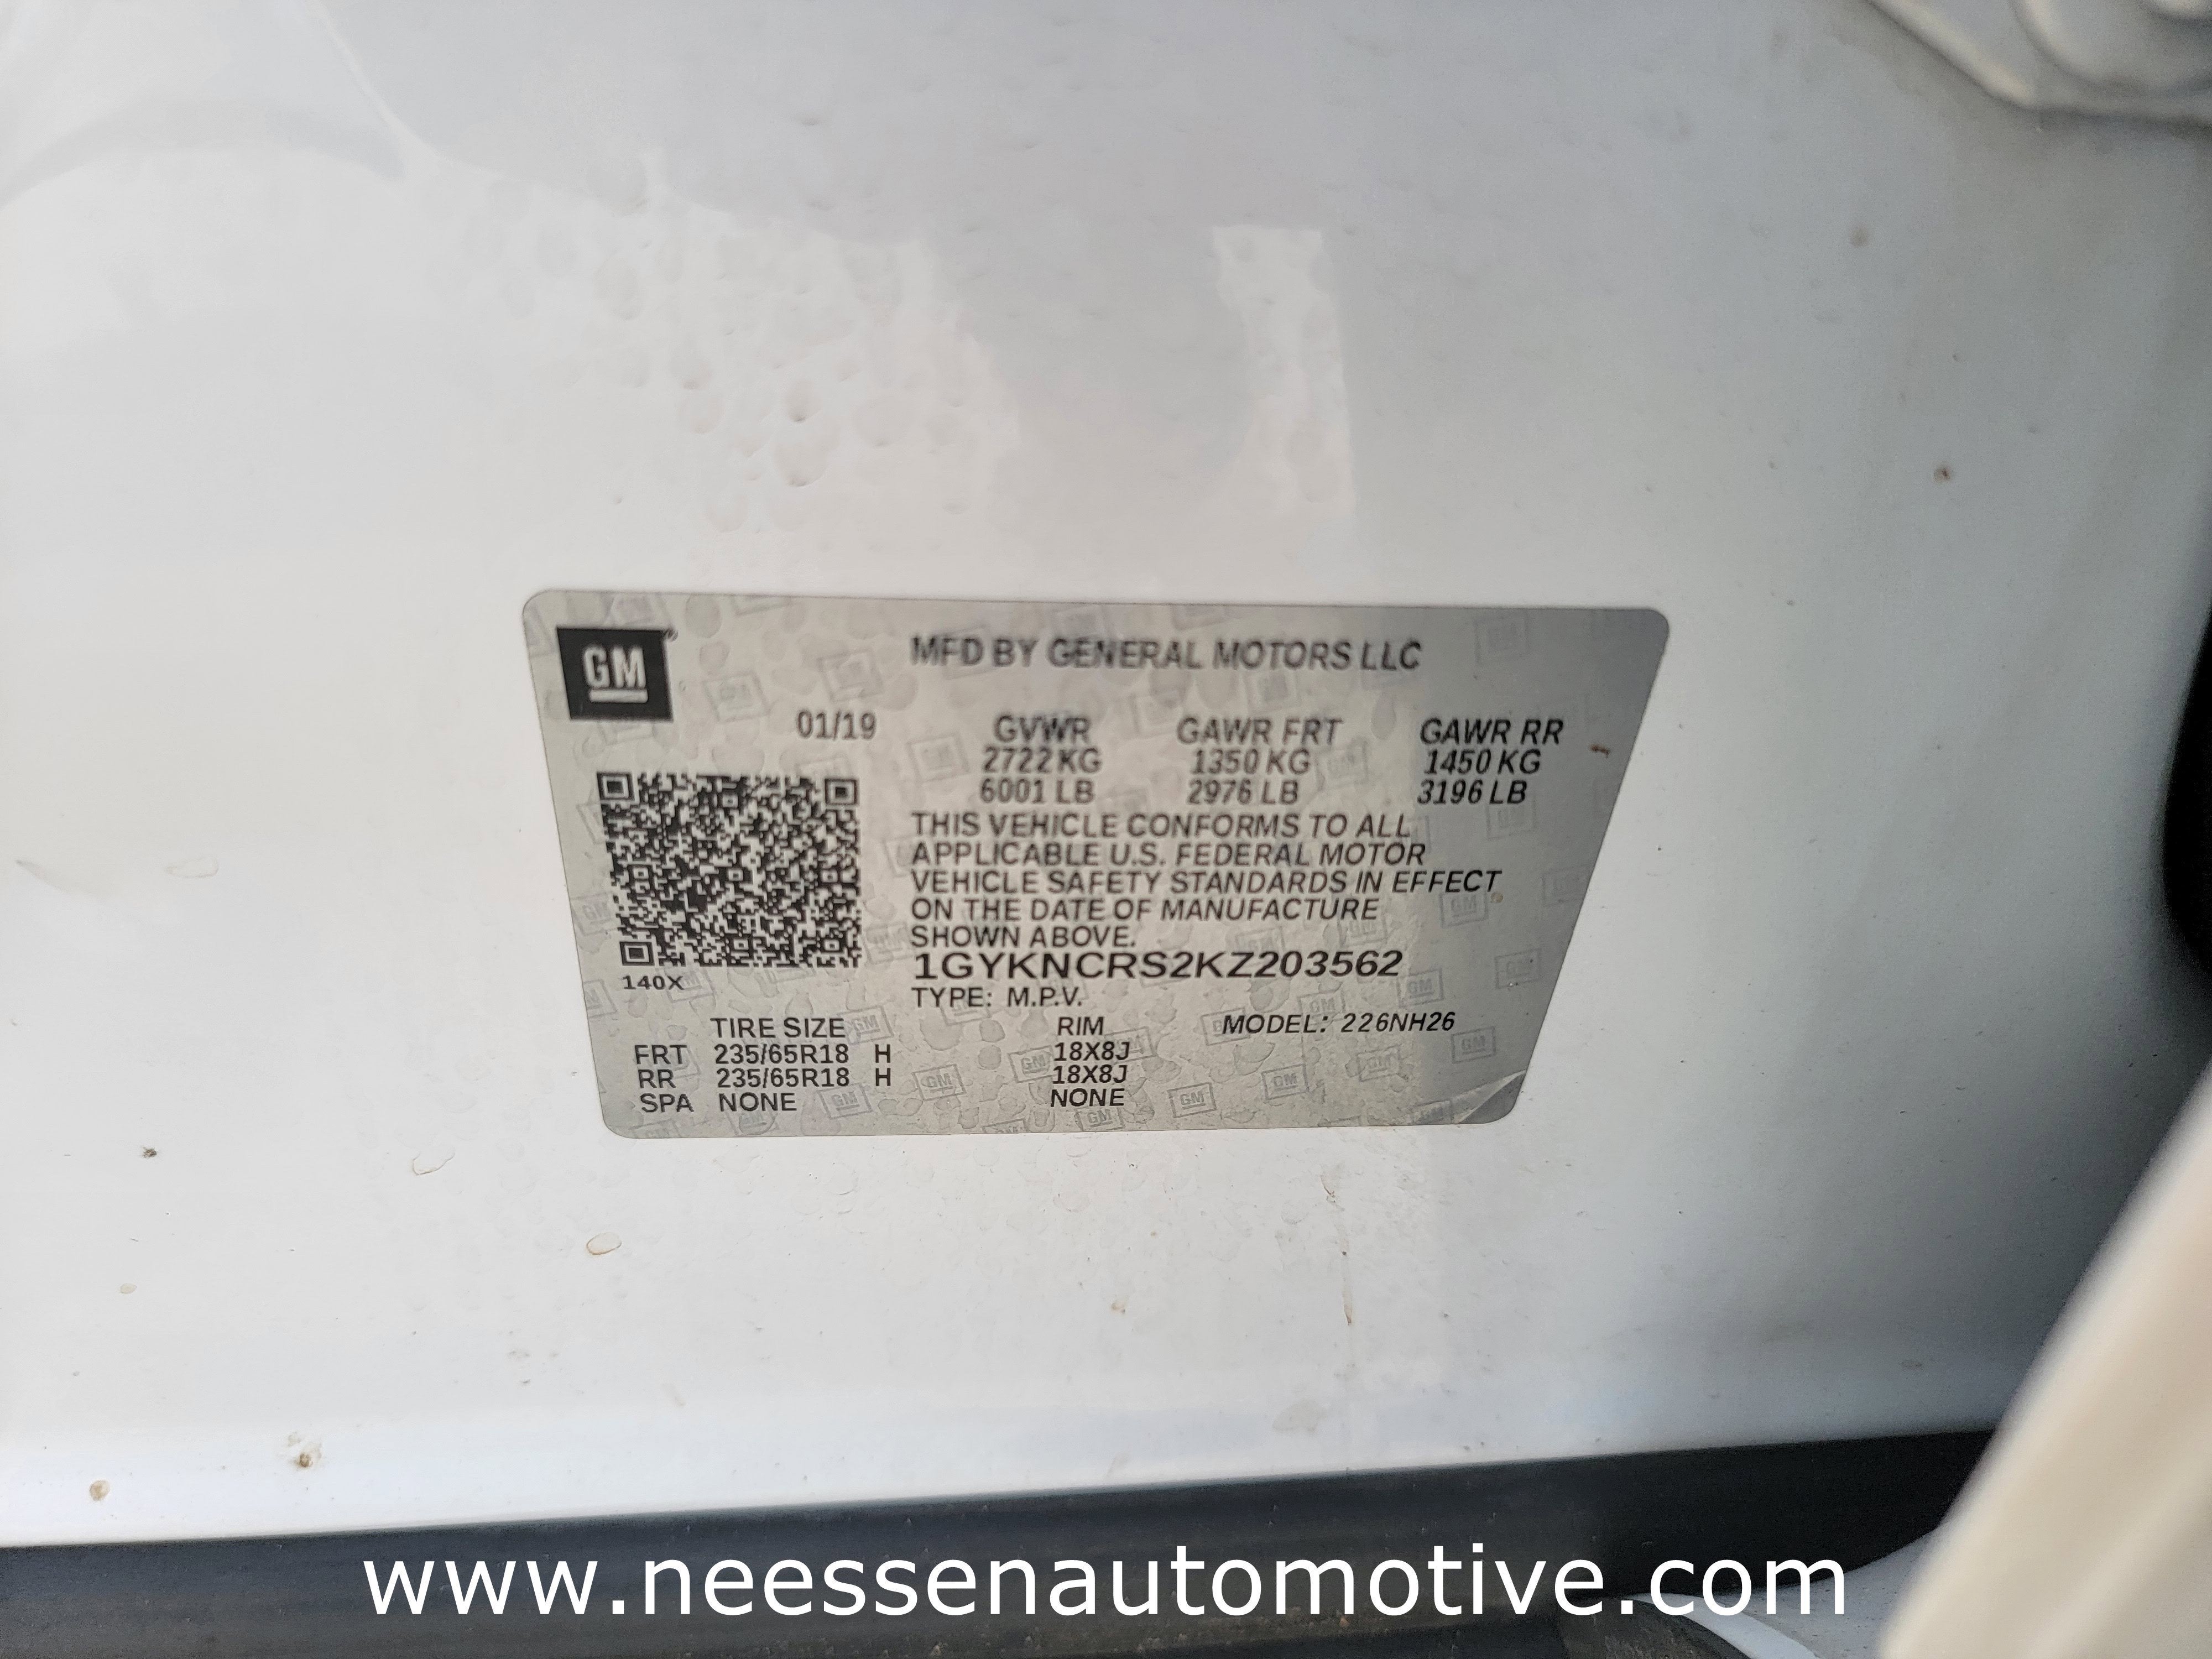 GM
MFD BY GENERAL MOTORS LLC
01/19 GVWR GAWR FRT GAWR RR
2722 KG 1350 KG 1450 KG
6001 LB 2976 LB 3196 LB
THIS VEHICLE CONFORMS TO ALL
APPLICABLE U.S. FEDERAL MOTOR
VEHICLE SAFETY STANDARDS IN EFFECT
ON THE DATE OF MANUFACTURE
SHOWN ABOVE.
1GYKNCRS2KZ203562
140X
TYPE: M.P.V.
TIRE SIZE RIM MODEL: 226NH26
FRT 235/65R18 H 18X8J
RR 235/65R18 H 18X8J
SPA NONE NONE
www.neessenautomotive.com